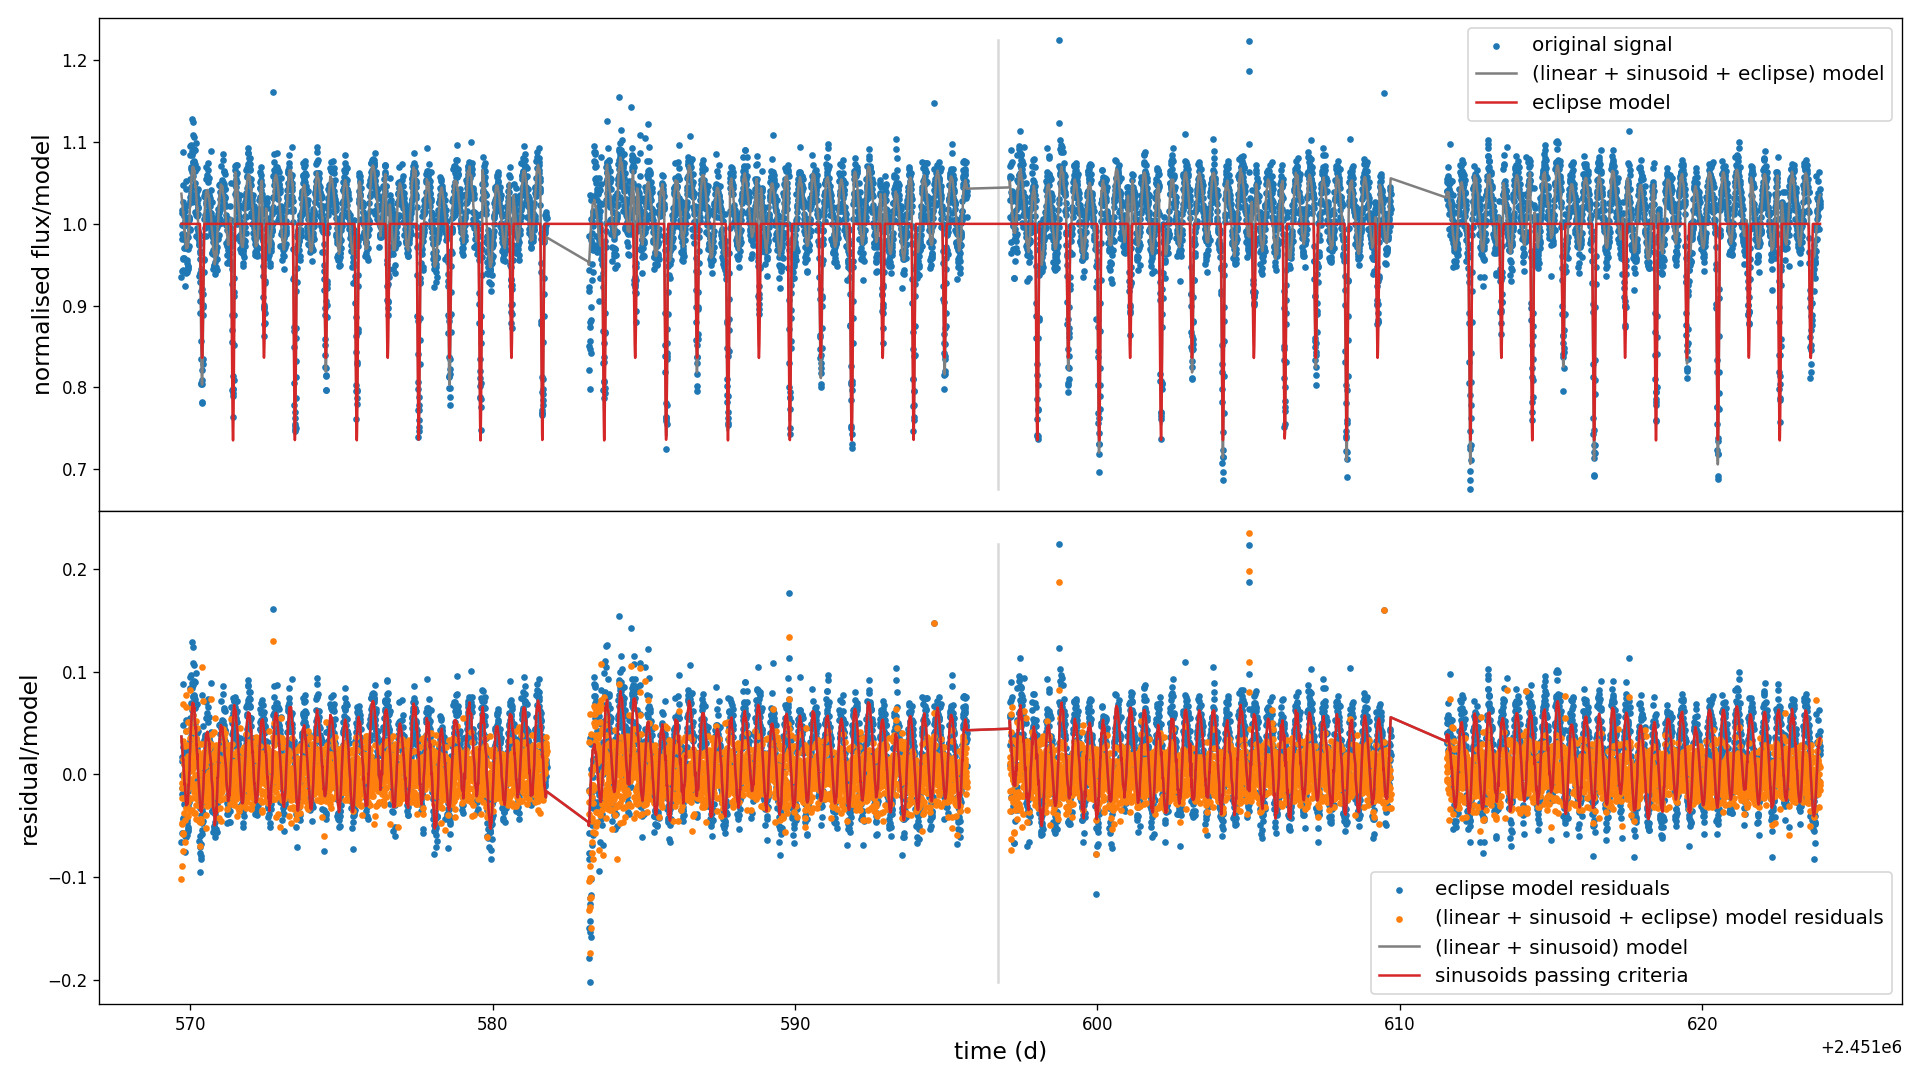 normalised flux/model
1.2
1.1
1.0
0.9
0.8
0.7
original signal
(linear + sinusoid + eclipse) model
eclipse model
residual/model
0.2
0.1
0.0
−0.1
−0.2
eclipse model residuals
(linear + sinusoid + eclipse) model residuals
(linear + sinusoid) model
sinusoids passing criteria
570 580 590 600 610 620
time (d)
+2.451e6